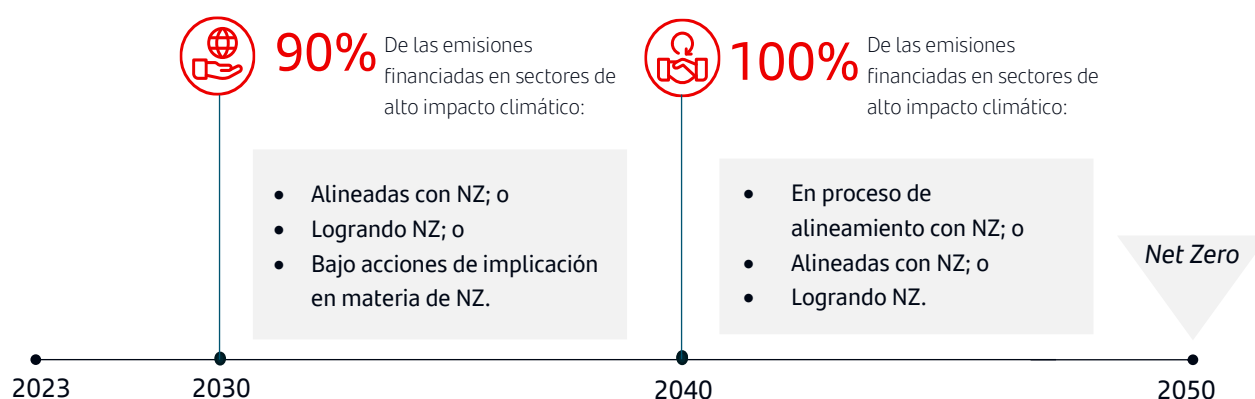 90%
De las emisiones
financiadas en sectores de
alto impacto climático:
100%
De las emisiones
financiadas en sectores de
alto impacto climático:
• Alineadas con NZ; o
• Logrando NZ; o
• Bajo acciones de implicación
en materia de NZ.
• En proceso de
alineamiento con NZ; o
• Alineadas con NZ; o
• Logrando NZ.
Net Zero
2023
2030
2040
2050